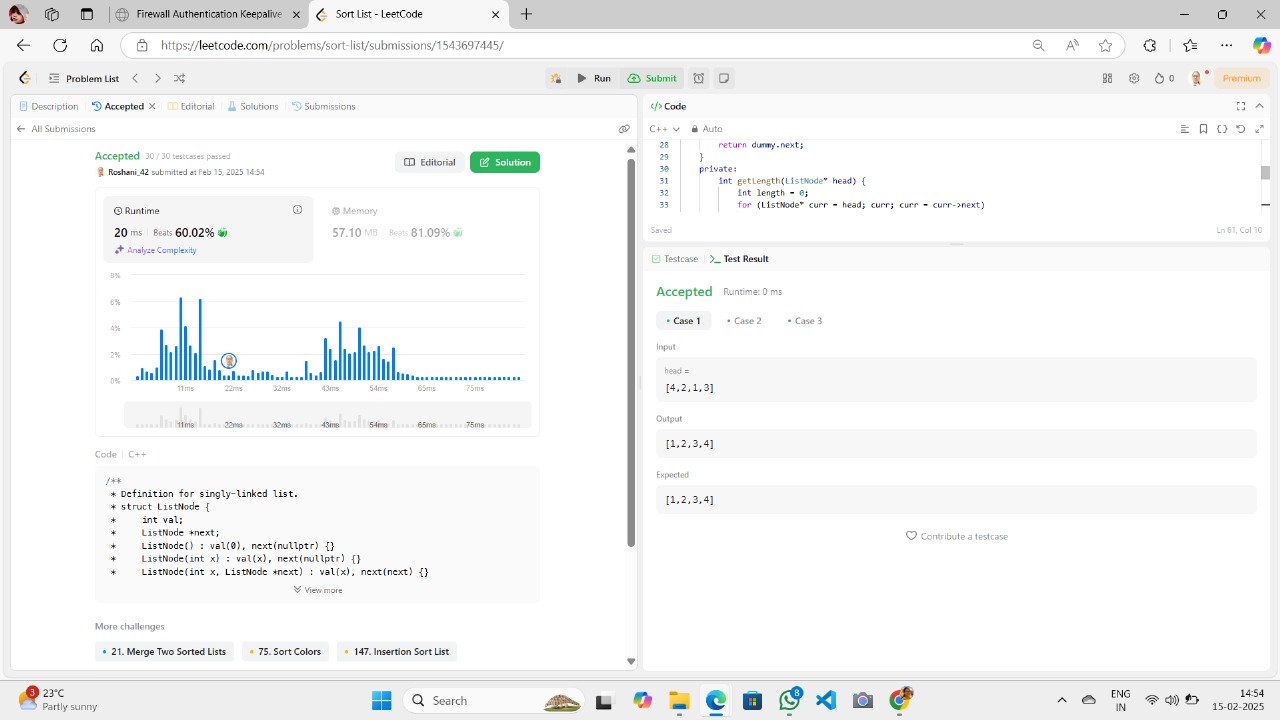 Firewall Authentication Keepalive
Sort List - LeetCode
https://leetcode.com/problems/sort-list/submissions/1543697445/
Problem List
Run
Submit
0
Premium
Description
Accepted
Editorial
Solutions
Submissions
All Submissions
Accepted 30 / 30 testcases passed
Roshani_42 submitted at Feb 15, 2025 14:54
Editorial
Solution
Runtime
20 ms Beats 60.02%
Analyze Complexity
Memory
57.10 MB Beats 81.09%
8%
6%
4%
2%
0%
11ms 22ms 32ms 43ms 54ms 65ms 75ms
11ms 22ms 32ms 43ms 54ms 65ms 75ms
Code C++
/**
* Definition for singly-linked list.
* struct ListNode {
* int val;
* ListNode *next;
* ListNode() : val(0), next(nullptr) {}
* ListNode(int x) : val(x), next(nullptr) {}
* ListNode(int x, ListNode *next) : val(x), next(next) {}
View more
More challenges
21. Merge Two Sorted Lists
75. Sort Colors
147. Insertion Sort List
Code
C++ Auto
28 return dummy.next;
29 }
30 private:
31 int getLength(ListNode* head) {
32 int length = 0;
33 for (ListNode* curr = head; curr; curr = curr->next)
Saved
Ln 61, Col 10
Testcase
Test Result
Accepted Runtime: 0 ms
Case 1
Case 2
Case 3
Input
head =
[4,2,1,3]
Output
[1,2,3,4]
Expected
[1,2,3,4]
Contribute a testcase
3
23°C
Partly sunny
Search
8
ENG
IN
14:54
15-02-2025